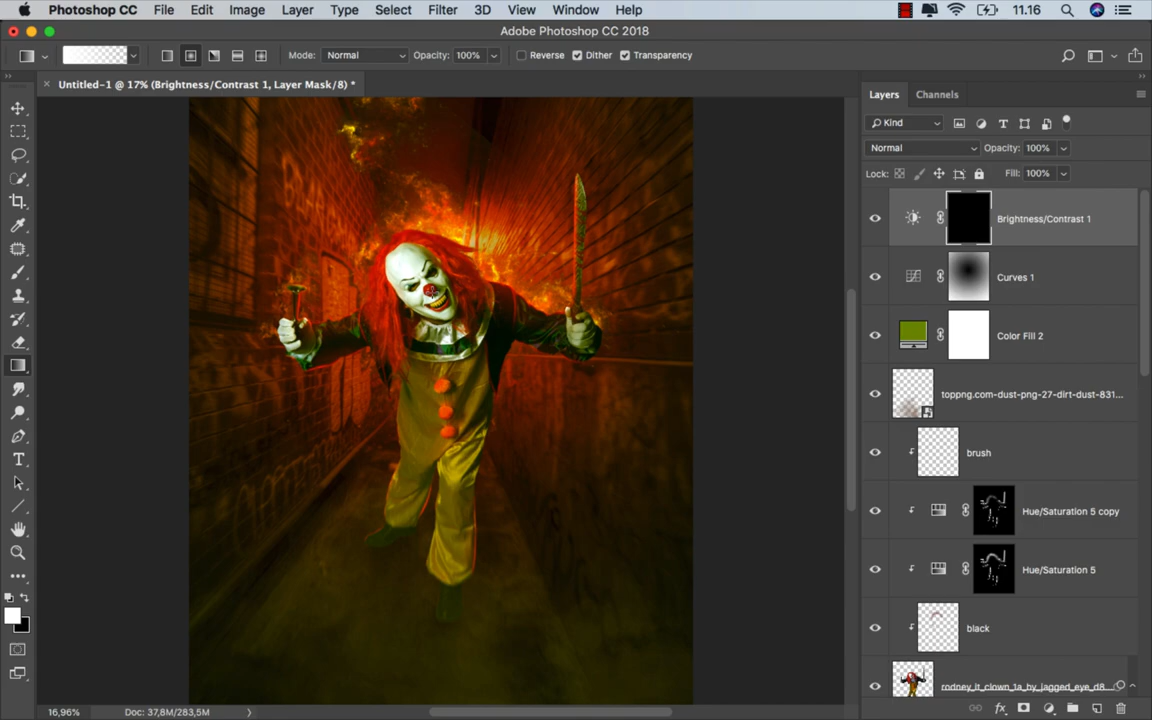 Photoshop CC File Edit Image Layer Type Select Filter 3D View Window Help 11.16
Adobe Photoshop CC 2018
Mode: Normal Opacity: 100% Reverse Dither Transparency
Untitled-1 @ 17% (Brightness/Contrast 1, Layer Mask/8) *
Layers Channels
Kind
Normal Opacity: 100%
Lock: Fill: 100%
Brightness/Contrast 1
Curves 1
Color Fill 2
toppng.com-dust-png-27-dirt-dust-831...
brush
Hue/Saturation 5 copy
Hue/Saturation 5
black
rodney_it_clown_1a_by_jagged_eye_d8...
16,96% Doc: 37,8M/283,5M